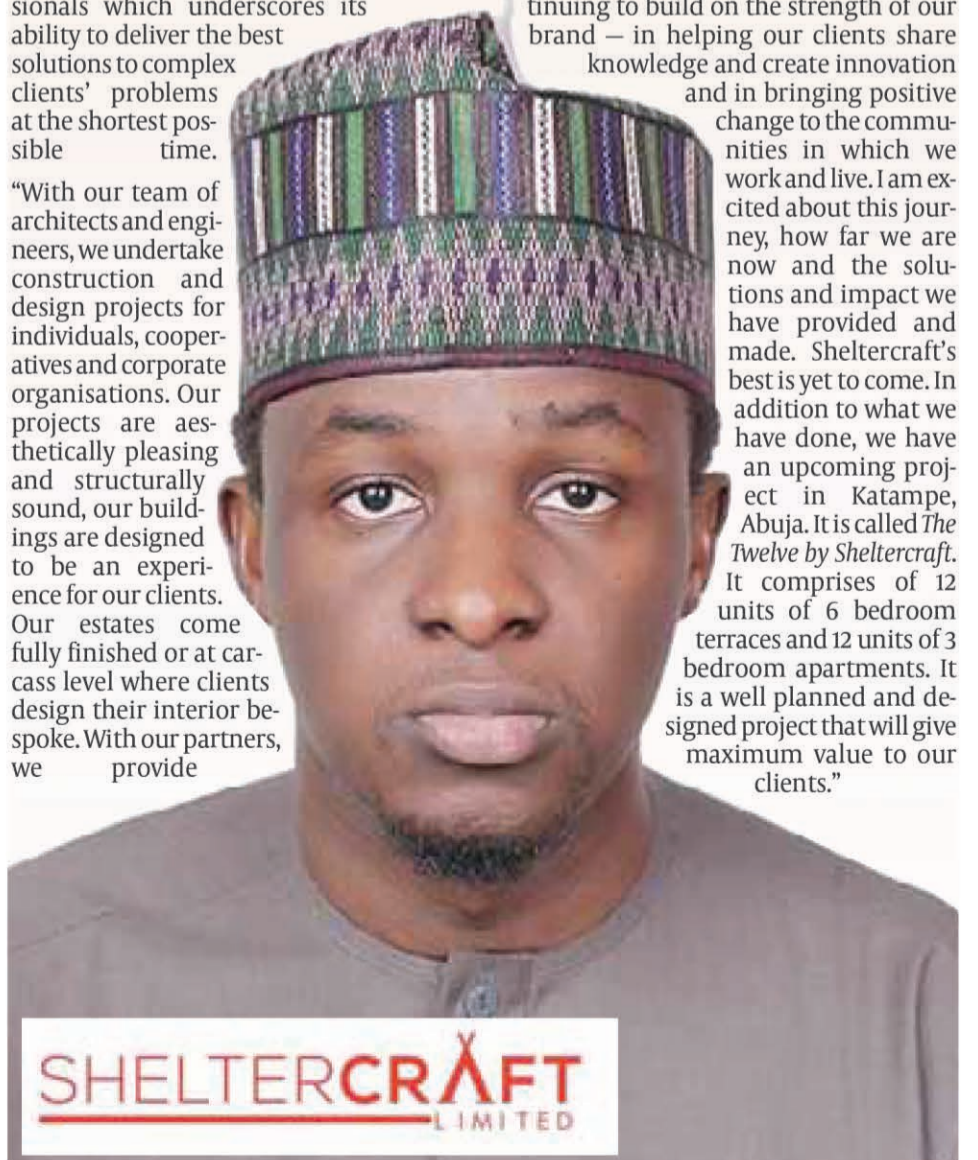 sionals which underscores its
ability to deliver the best
solutions to complex
clients' problems
at the shortest pos-
sible time.
“With our team of
architects and engi-
neers, we undertake
construction and
design projects for
individuals, cooper-
atives and corporate
organisations. Our
projects are aes-
thetically pleasing
and structurally
sound, our build-
ings are designed
to be an experi-
ence for our clients.
Our estates come
fully finished or at car-
cass level where clients
design their interior be-
spoke. With our partners,
we provide
tinuing to build on the strength of our
brand — in helping our clients share
knowledge and create innovation
and in bringing positive
change to the commu-
nities in which we
work and live. I am ex-
cited about this jour-
ney, how far we are
now and the solu-
tions and impact we
have provided and
made. Sheltercraft's
best is yet to come. In
addition to what we
have done, we have
an upcoming proj-
ect in Katampe,
Abuja. It is called The
Twelve by Sheltercraft.
It comprises of 12
units of 6 bedroom
terraces and 12 units of 3
bedroom apartments. It
is a well planned and de-
signed project that will give
maximum value to our
clients.”
SHELTERCRAFT
LIMITED